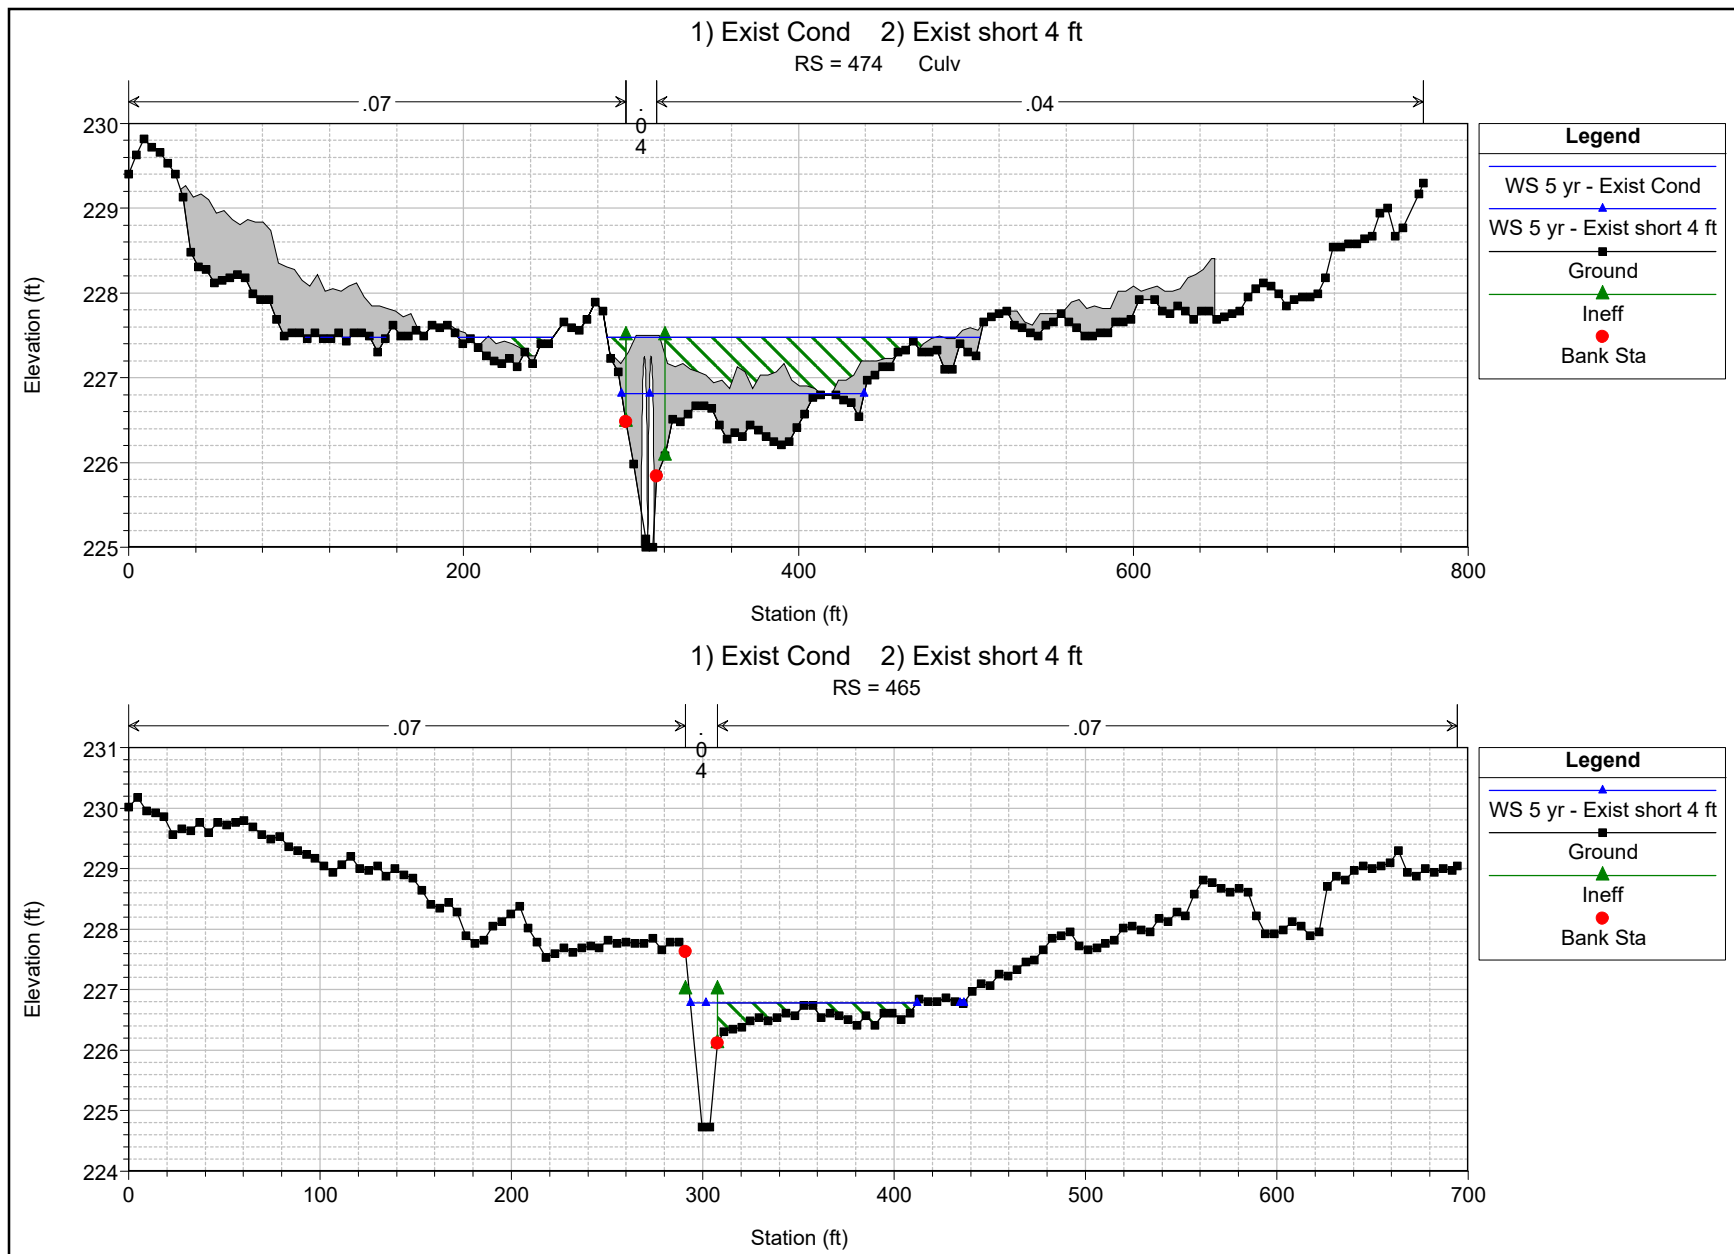 1) Exist Cond    2) Exist short 4 ft
RS = 474      Culv
.07
.04
.04
230
229
228
227
226
225
Elevation (ft)
0
200
400
600
800
Station (ft)
Legend
WS 5 yr - Exist Cond
WS 5 yr - Exist short 4 ft
Ground
Ineff
Bank Sta
1) Exist Cond    2) Exist short 4 ft
RS = 465
.07
.04
.07
231
230
229
228
227
226
225
224
Elevation (ft)
0
100
200
300
400
500
600
700
Station (ft)
Legend
WS 5 yr - Exist short 4 ft
Ground
Ineff
Bank Sta